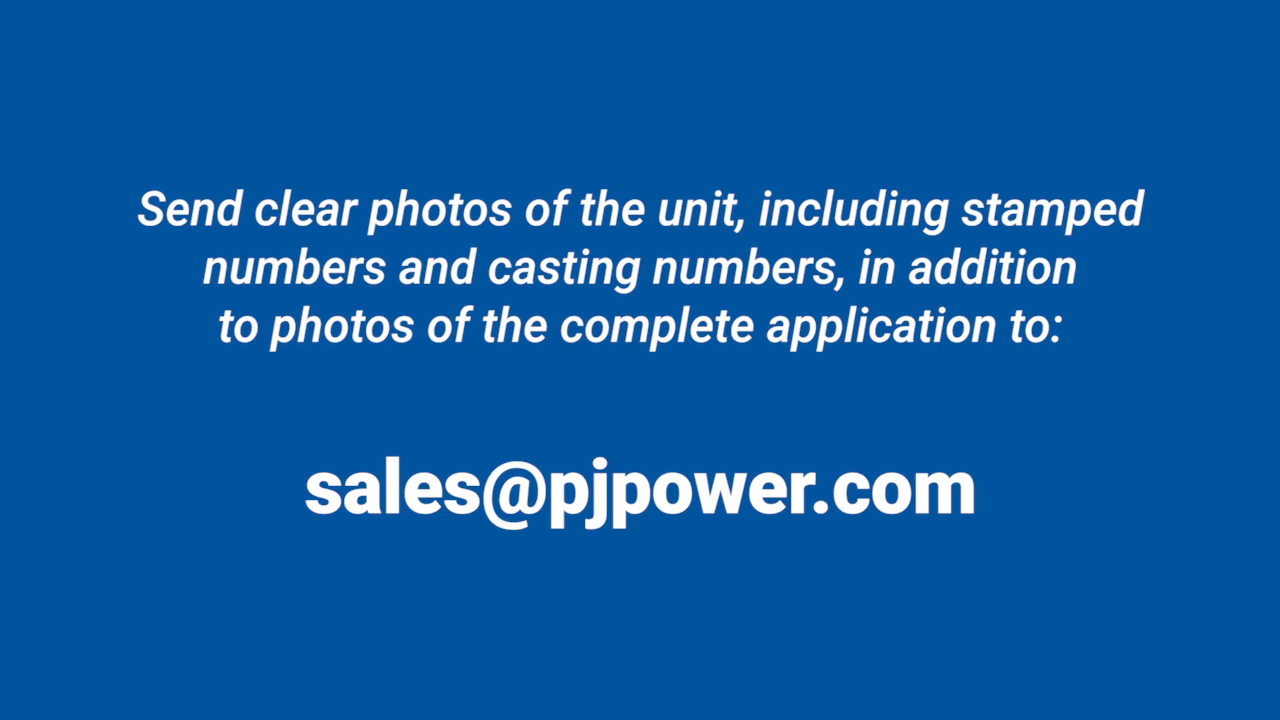 Send clear photos of the unit, including stamped
numbers and casting numbers, in addition
to photos of the complete application to:
sales@pjpower.com